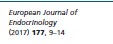 European Journal of
Endocrinology
(2017) 177, 9–14